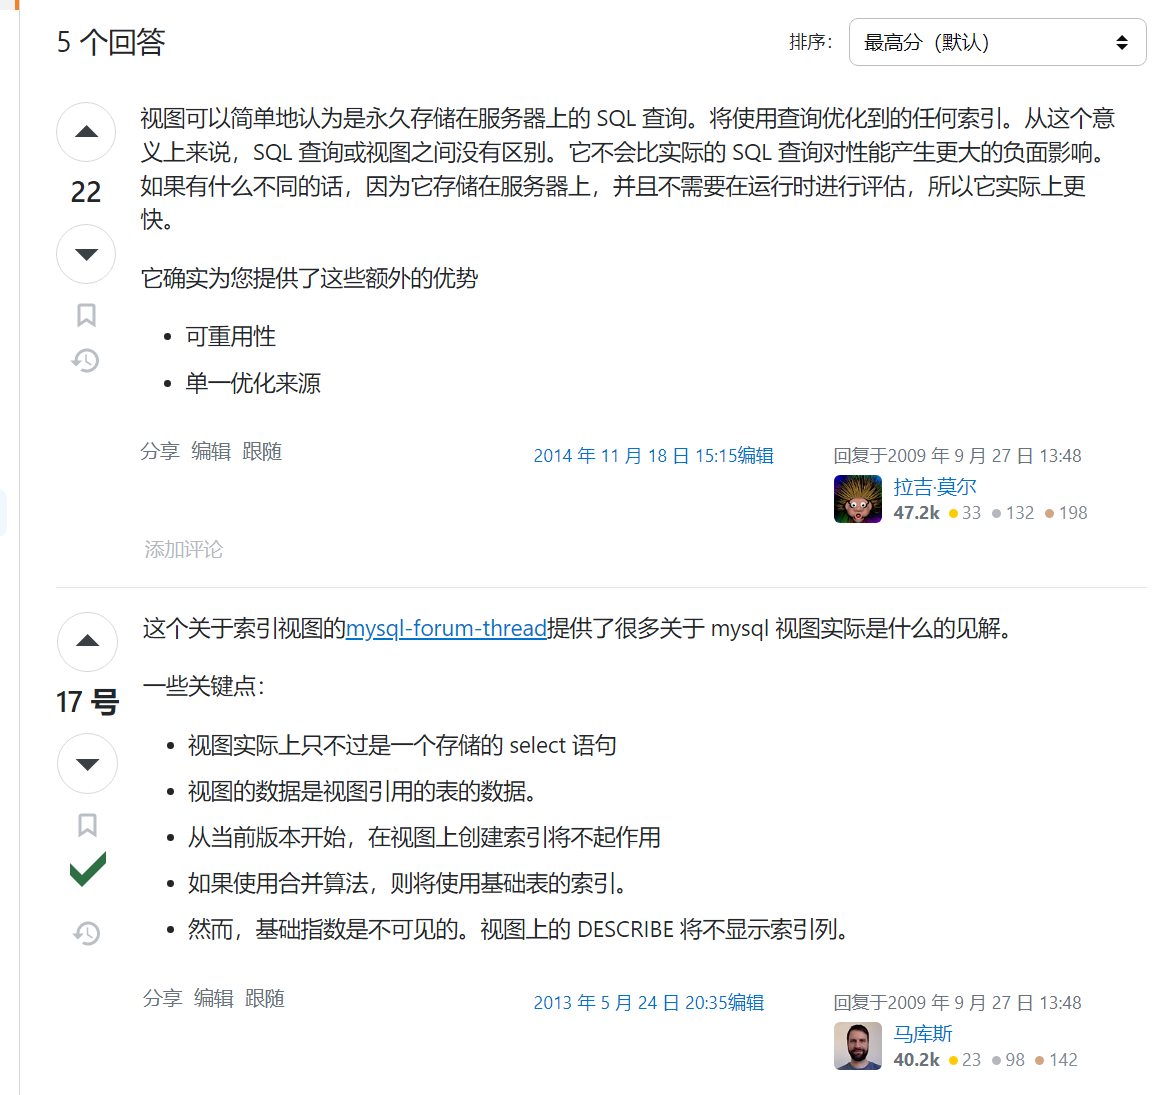 5 个回答
排序：
最高分（默认）
视图可以简单地认为是永久存储在服务器上的 SQL 查询。将使用查询优化到的任何索引。从这个意
义上来说，SQL 查询或视图之间没有区别。它不会比实际的 SQL 查询对性能产生更大的负面影响。
如果有什么不同的话，因为它存储在服务器上，并且不需要在运行时进行评估，所以它实际上更
快。
22
它确实为您提供了这些额外的优势
• 可重用性
• 单一优化来源
分享 编辑 跟随
2014 年 11 月 18 日 15:15编辑
回复于2009 年 9 月 27 日 13:48
拉吉·莫尔
47.2k ●33 ●132 ●198
添加评论
这个关于索引视图的mysql-forum-thread提供了很多关于 mysql 视图实际是什么的见解。
17 号
一些关键点：
• 视图实际上只不过是一个存储的 select 语句
• 视图的数据是视图引用的表的数据。
• 从当前版本开始，在视图上创建索引将不起作用
• 如果使用合并算法，则将使用基础表的索引。
• 然而，基础指数是不可见的。视图上的 DESCRIBE 将不显示索引列。
分享 编辑 跟随
2013 年 5 月 24 日 20:35编辑
回复于2009 年 9 月 27 日 13:48
马库斯
40.2k ●23 ●98 ●142